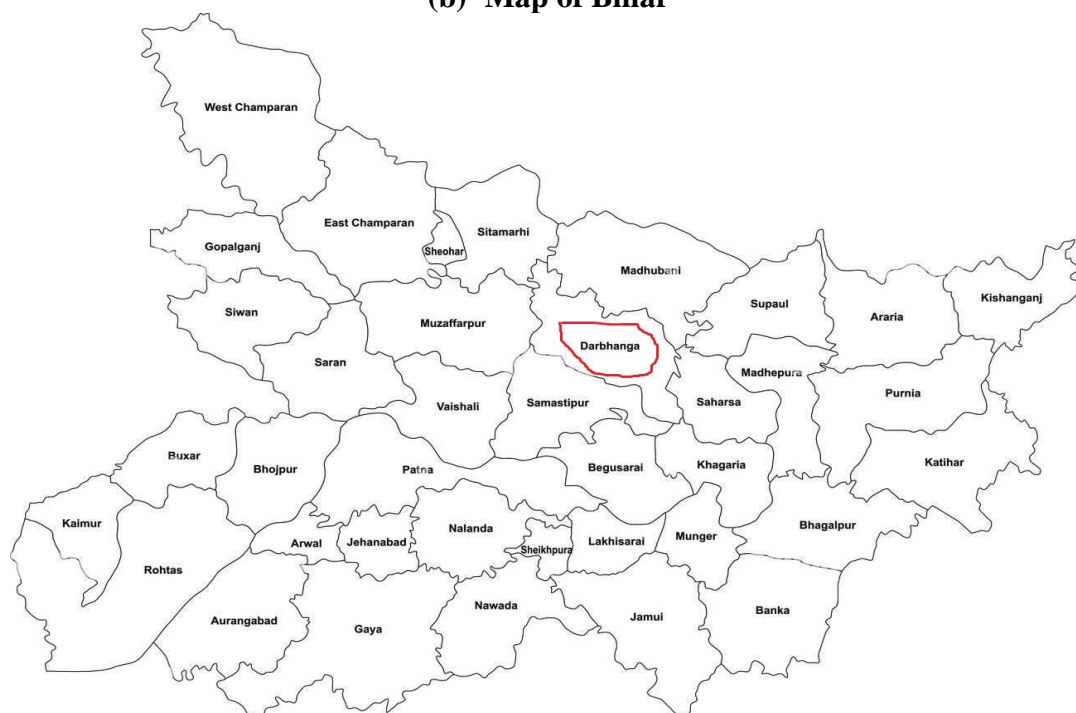 (b) Map of Bihar
West Champaran
East Champaran
Sitamarhi
Sheohar
Gopalganj
Madhubani
Siwan
Muzaffarpur
Supaul
Araria
Kishanganj
Darbhanga
Saran
Madhepura
Purnia
Vaishali
Samastipur
Saharsa
Buxar
Bhojpur
Patna
Begusarai
Khagaria
Katihar
Kaimur
Arwal
Jehanabad
Nalanda
Sheikhpura
Lakhisarai
Munger
Bhagalpur
Rohtas
Aurangabad
Gaya
Nawada
Jamui
Banka